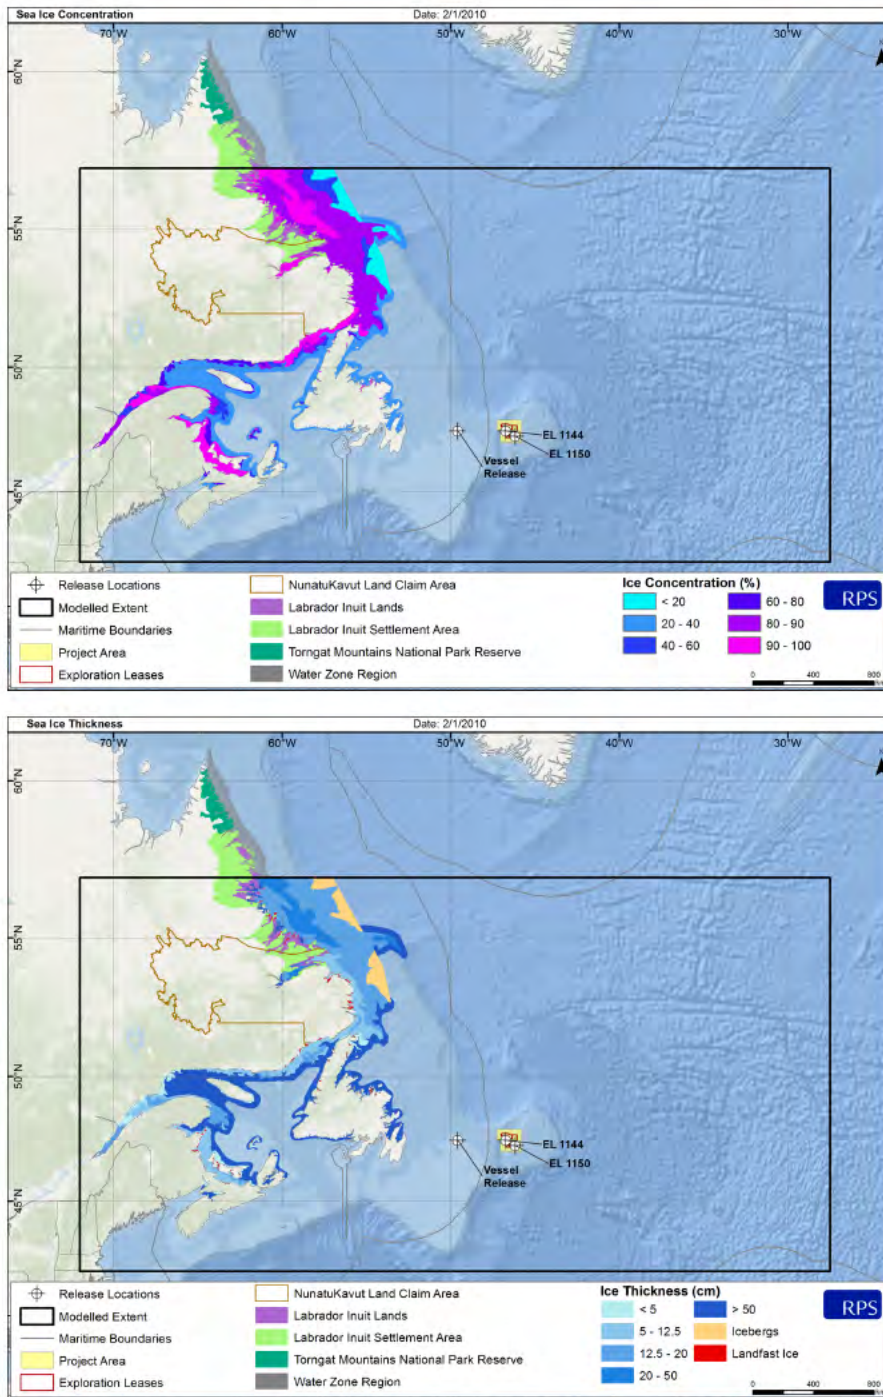 Sea Ice Concentration Date: 2/1/2010
70°W 60°W 50°W 40°W 30°W
60°N
55°N
50°N
45°N
EL 1144
EL 1150
Vessel
Release
Release Locations
Modelled Extent
Maritime Boundaries
Project Area
Exploration Leases
NunatuKavut Land Claim Area
Labrador Inuit Lands
Labrador Inuit Settlement Area
Torngat Mountains National Park Reserve
Water Zone Region
Ice Concentration (%)
< 20
20 - 40
40 - 60
60 - 80
80 - 90
90 - 100
RPS
0 400 800
Sea Ice Thickness Date: 2/1/2010
70°W 60°W 50°W 40°W 30°W
60°N
55°N
50°N
45°N
EL 1144
EL 1150
Vessel
Release
Release Locations
Modelled Extent
Maritime Boundaries
Project Area
Exploration Leases
NunatuKavut Land Claim Area
Labrador Inuit Lands
Labrador Inuit Settlement Area
Torngat Mountains National Park Reserve
Water Zone Region
Ice Thickness (cm)
< 5
5 - 12.5
12.5 - 20
20 - 50
> 50
Icebergs
Landfast Ice
RPS
0 400 800